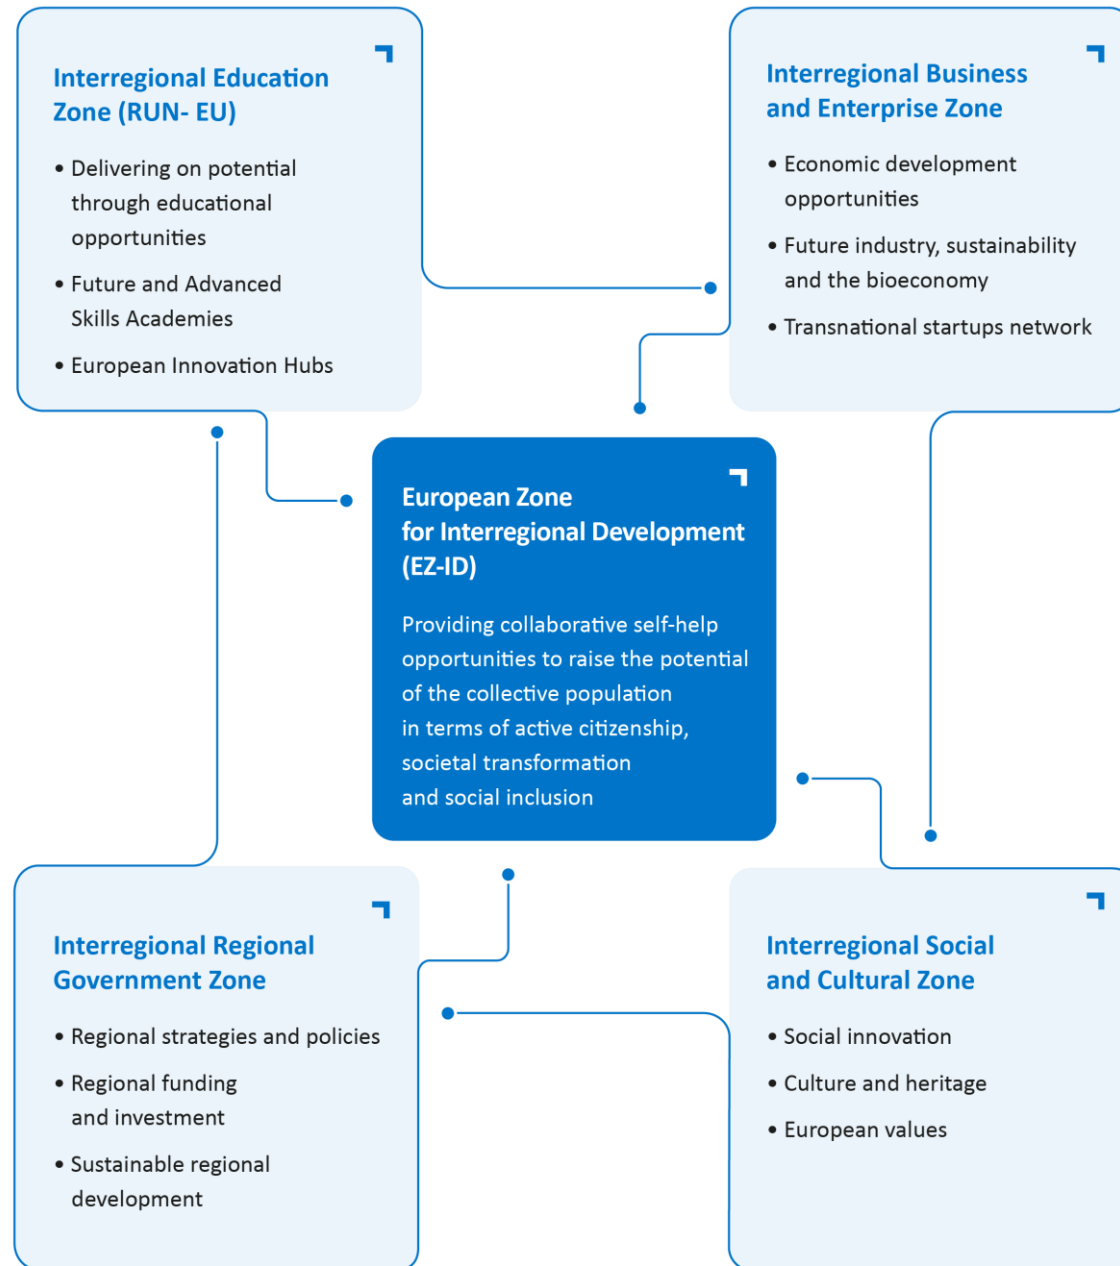 Interregional Education
Zone (RUN- EU)
• Delivering on potential
through educational
opportunities
• Future and Advanced
Skills Academies
• European Innovation Hubs
Interregional Business
and Enterprise Zone
• Economic development
opportunities
• Future industry, sustainability
and the bioeconomy
• Transnational startups network
European Zone
for Interregional Development
(EZ-ID)
Providing collaborative self-help
opportunities to raise the potential
of the collective population
in terms of active citizenship,
societal transformation
and social inclusion
Interregional Regional
Government Zone
• Regional strategies and policies
• Regional funding
and investment
• Sustainable regional
development
Interregional Social
and Cultural Zone
• Social innovation
• Culture and heritage
• European values